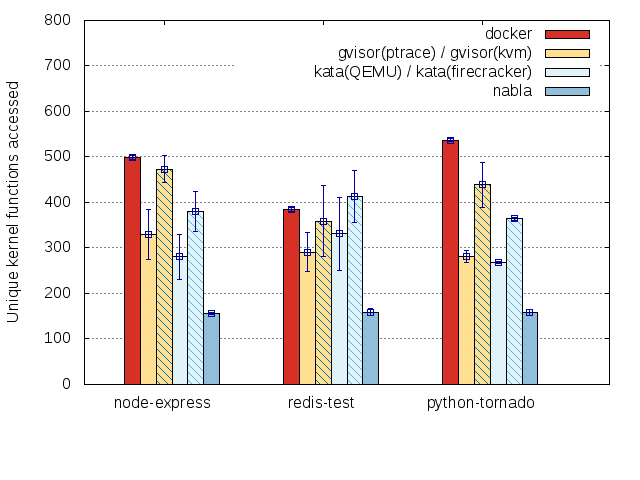 Unique kernel functions accessed
800
700
600
500
400
300
200
100
0
docker
gvisor(ptrace) / gvisor(kvm)
kata(QEMU) / kata(firecracker)
nabla
node-express
redis-test
python-tornado